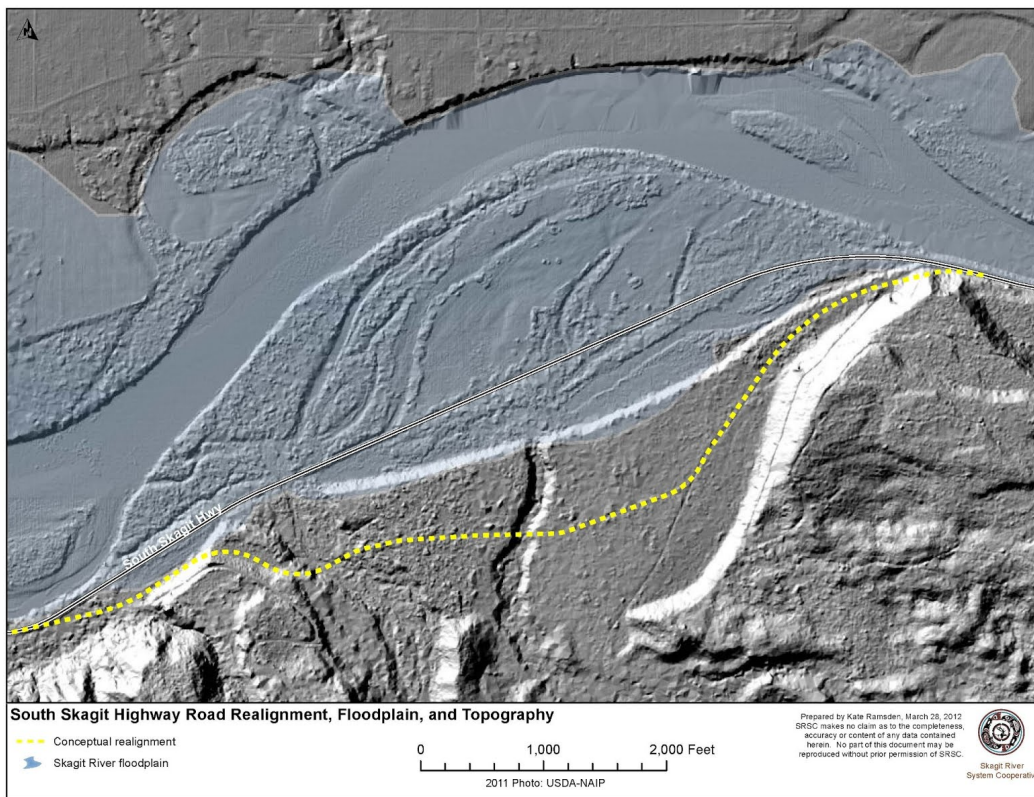 N
South Skagit Hwy
South Skagit Highway Road Realignment, Floodplain, and Topography
Conceptual realignment
Skagit River floodplain
0 1,000 2,000 Feet
2011 Photo: USDA-NAIP
Prepared by Kate Ramsden, March 28, 2012
SRSC makes no claim as to the completeness,
accuracy or content of any data contained
herein. No part of this document may be
reproduced without prior permission of SRSC.
Skagit River
System Cooperative